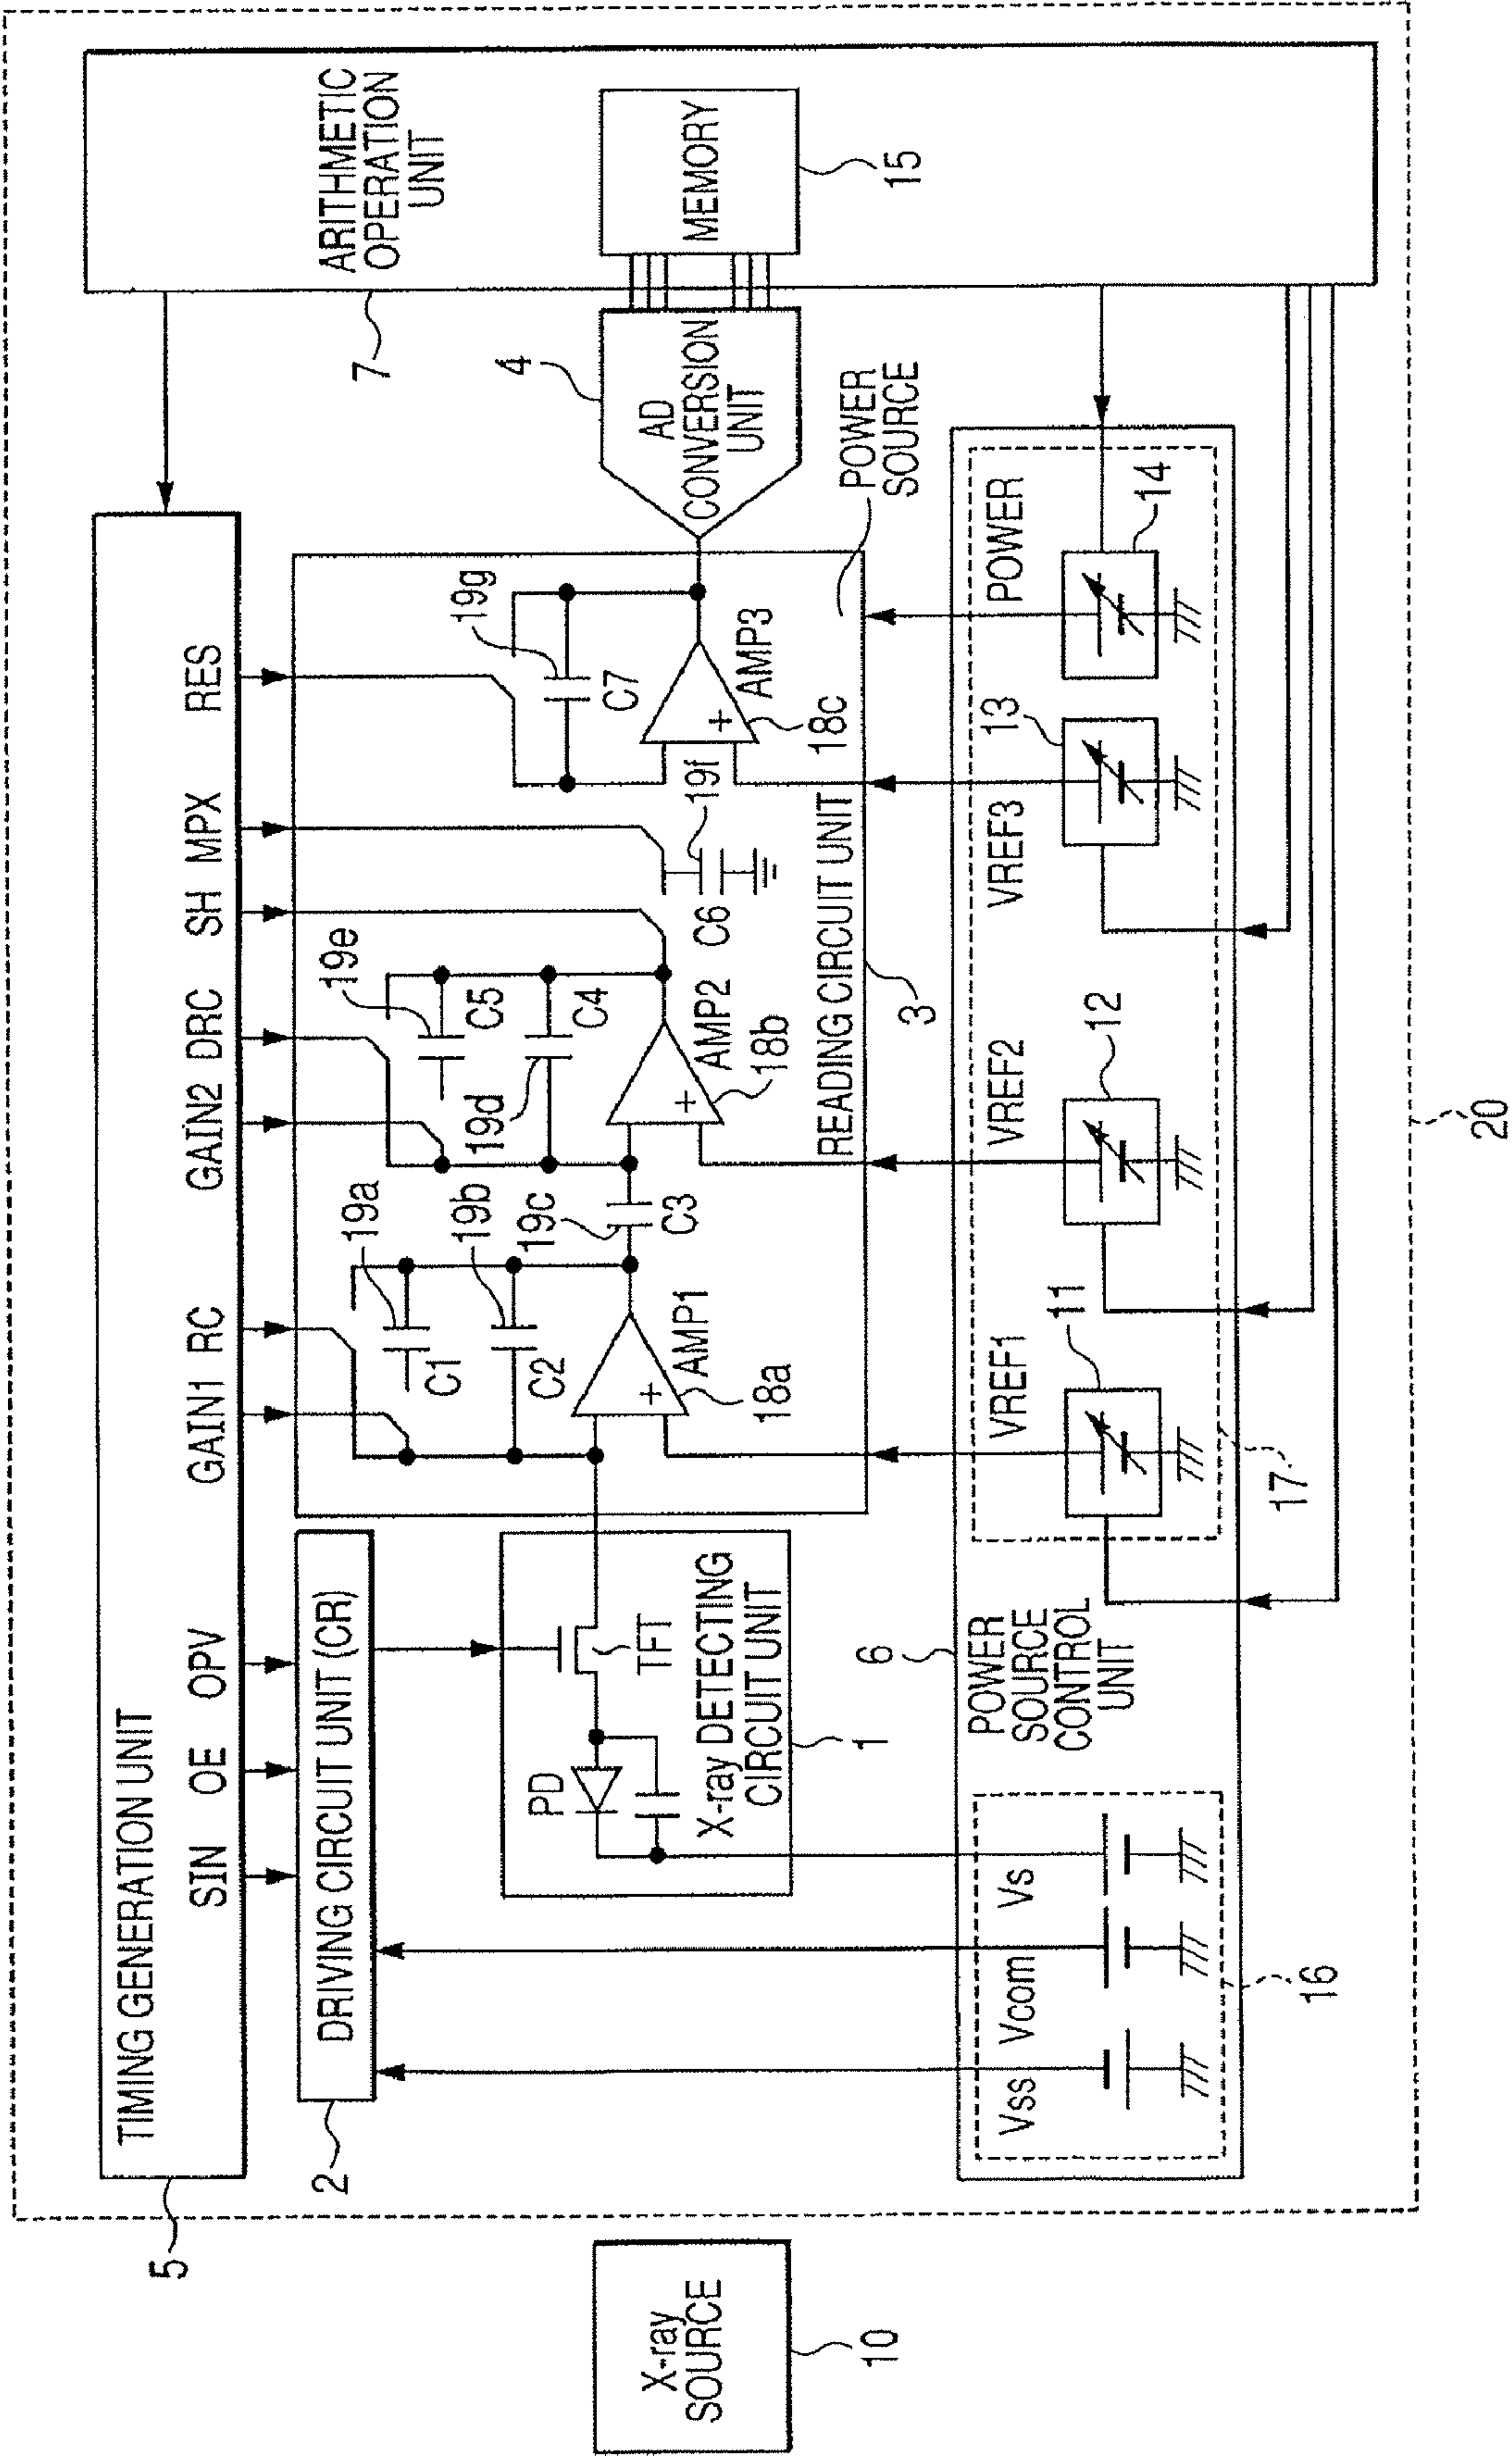 TIMING GENERATION UNIT
5
SIN
OE
OPV
GAIN1
RC
GAIN2
DRC
SH
MPX
RES
ARITHMETIC
OPERATION
UNIT
7
MEMORY
15
4
AD
CONVERSION
UNIT
DRIVING CIRCUIT UNIT (CR)
2
X-ray
SOURCE
10
PD
TFT
X-ray DETECTING
CIRCUIT UNIT
1
19a
C1
19b
C2
AMP1
18a
19c
C3
19e
C5
19d
C4
AMP2
18b
19f
C6
19g
C7
AMP3
18c
READING CIRCUIT UNIT
3
POWER
SOURCE
6
POWER
SOURCE
CONTROL
UNIT
Vss
Vcom
Vs
16
VREF1
11
VREF2
12
VREF3
13
POWER
14
17
20